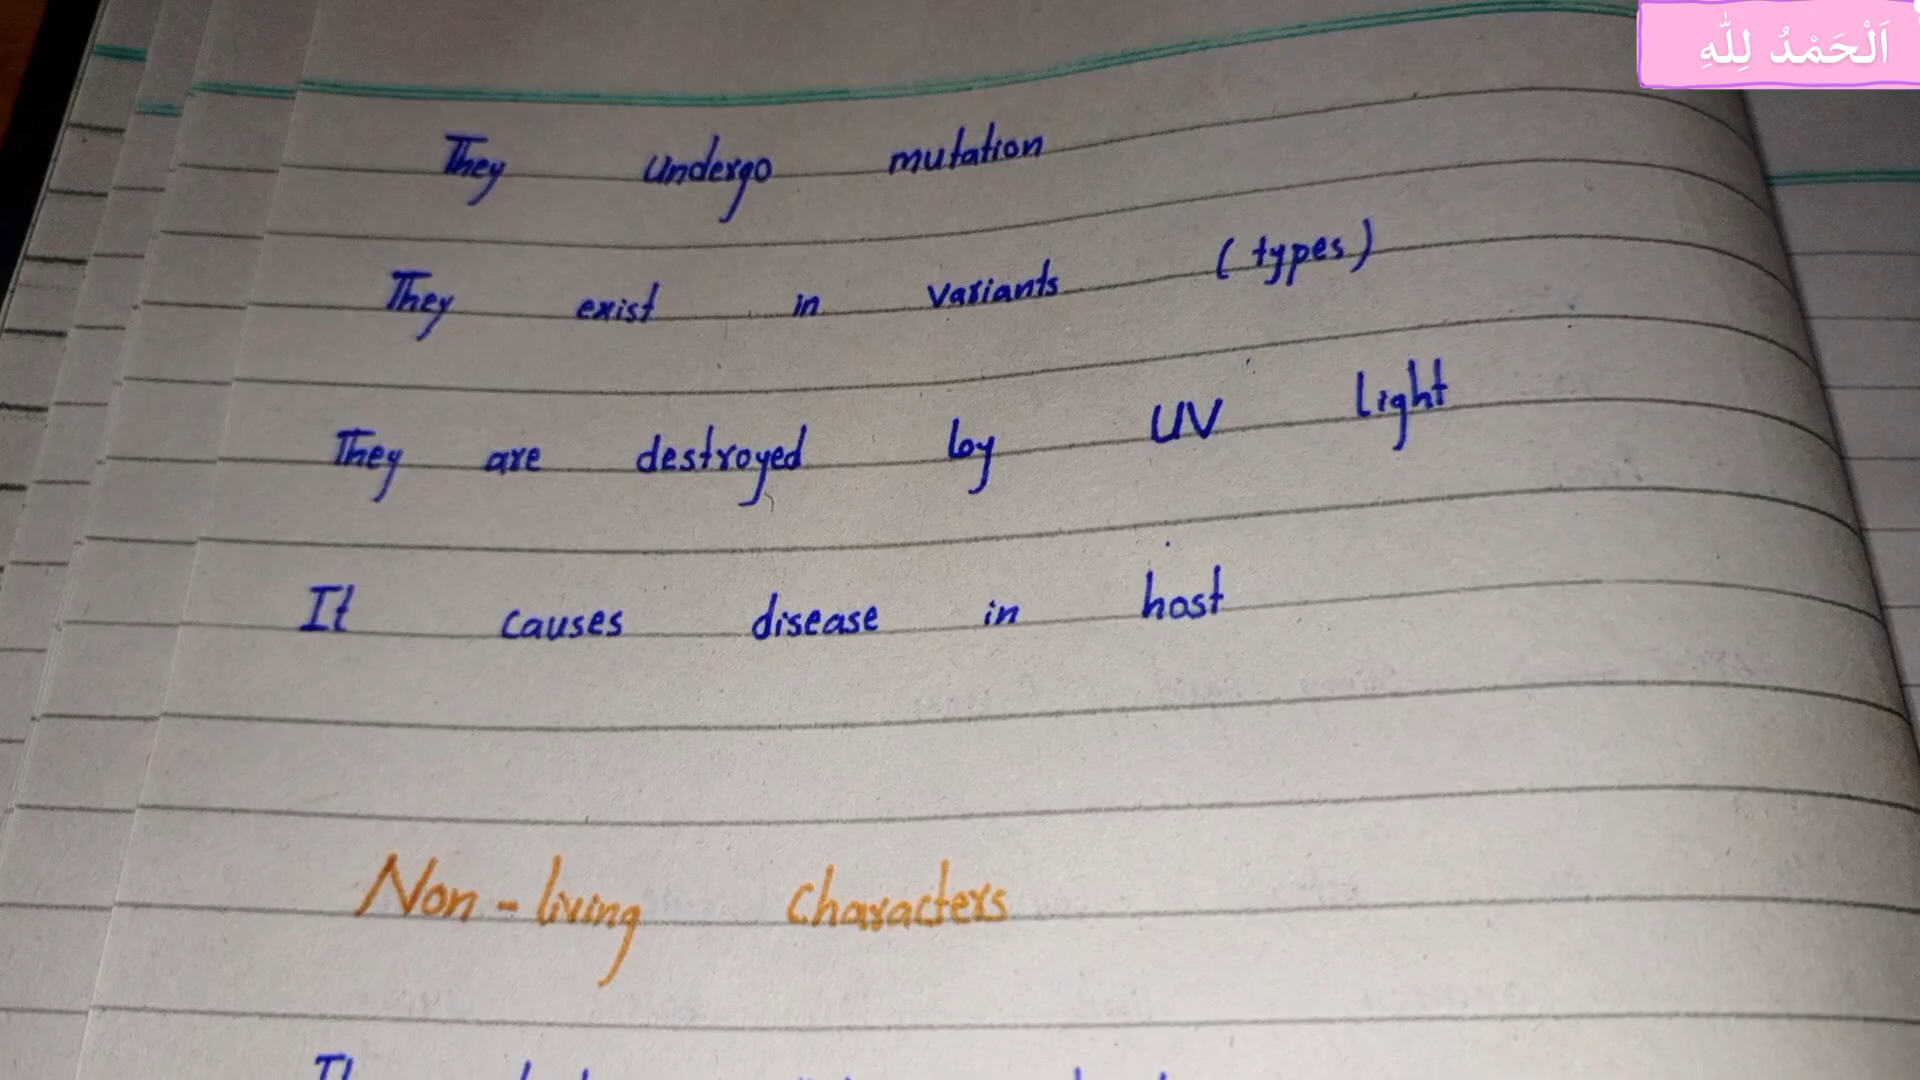 اَلْحَمْدُ لِلّٰهِ
They undergo mutation
They exist in variants (types)
They are destroyed by UV light
It causes disease in host
Non-living characters